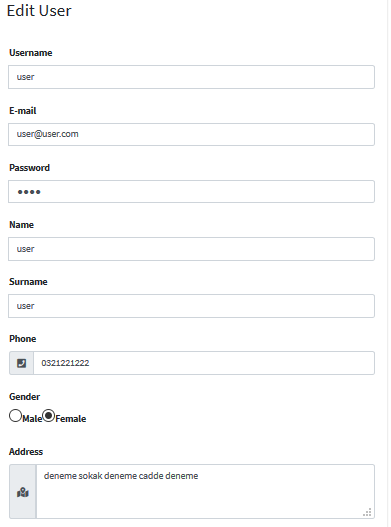 Edit User
Username
user
E-mail
user@user.com
Password
••••
Name
user
Surname
user
Phone
0321221222
Gender
Male Female
Address
deneme sokak deneme cadde deneme